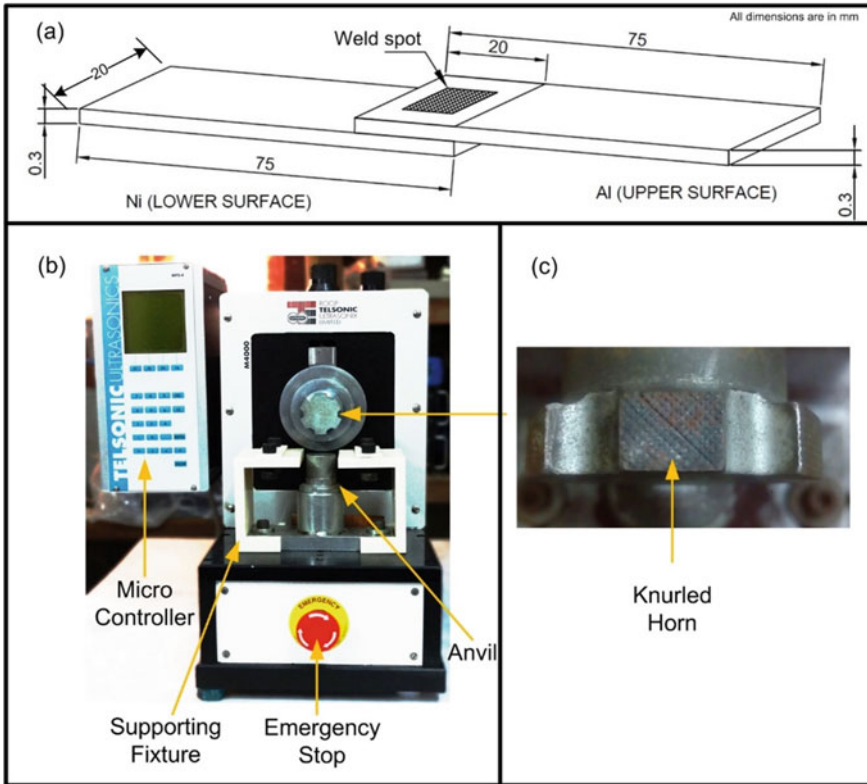 (a)
All dimensions are in mm
Weld spot
20
75
20
0.3
75
0.3
Ni (LOWER SURFACE)
Al (UPPER SURFACE)
(b)
TELSONIC ULTRASONICS
TELSONIC
M4000
EMERGENCY
Micro
Controller
Anvil
Supporting
Fixture
Emergency
Stop
(c)
Knurled
Horn